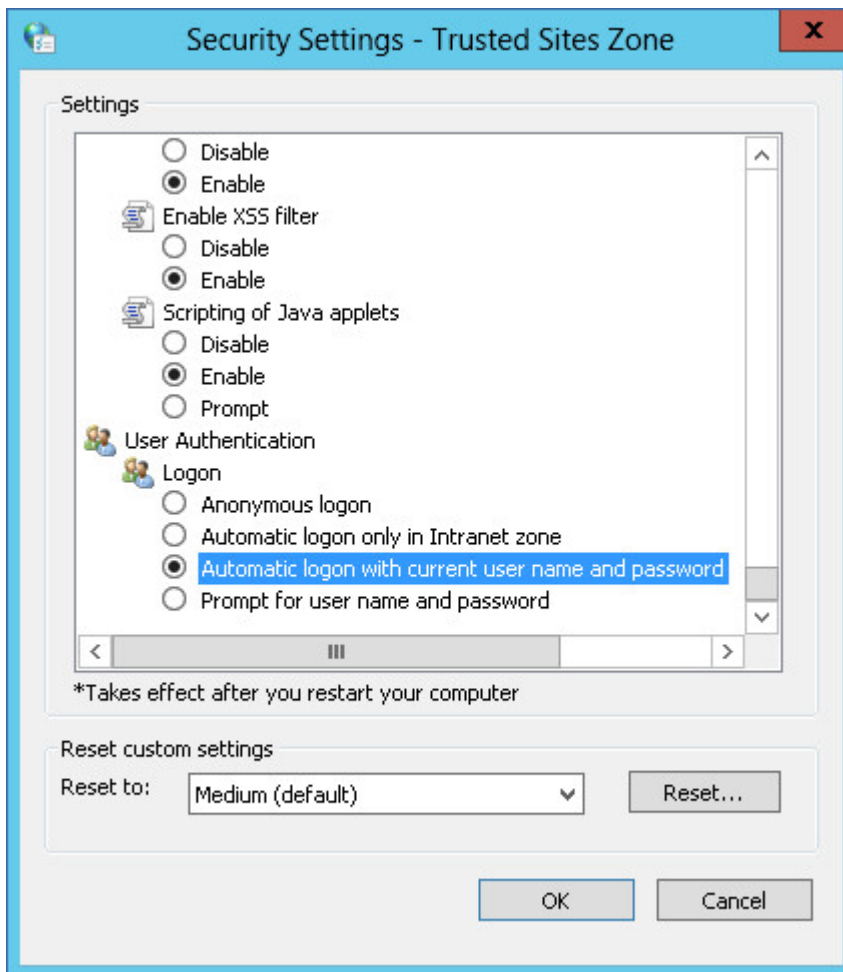 Security Settings - Trusted Sites Zone
x
Settings
Disable
Enable
Enable XSS filter
Disable
Enable
Scripting of Java applets
Disable
Enable
Prompt
User Authentication
Logon
Anonymous logon
Automatic logon only in Intranet zone
Automatic logon with current user name and password
Prompt for user name and password
*Takes effect after you restart your computer
Reset custom settings
Reset to: Medium (default) Reset...
OK Cancel